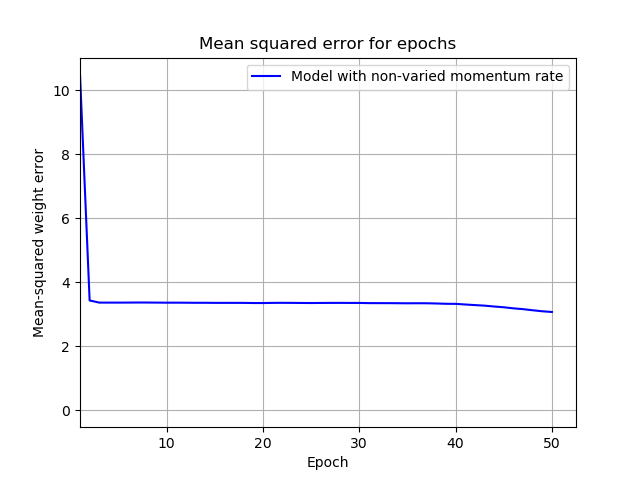 Mean squared error for epochs
Model with non-varied momentum rate
Mean-squared weight error
10
8
6
4
2
0
10 20 30 40 50
Epoch